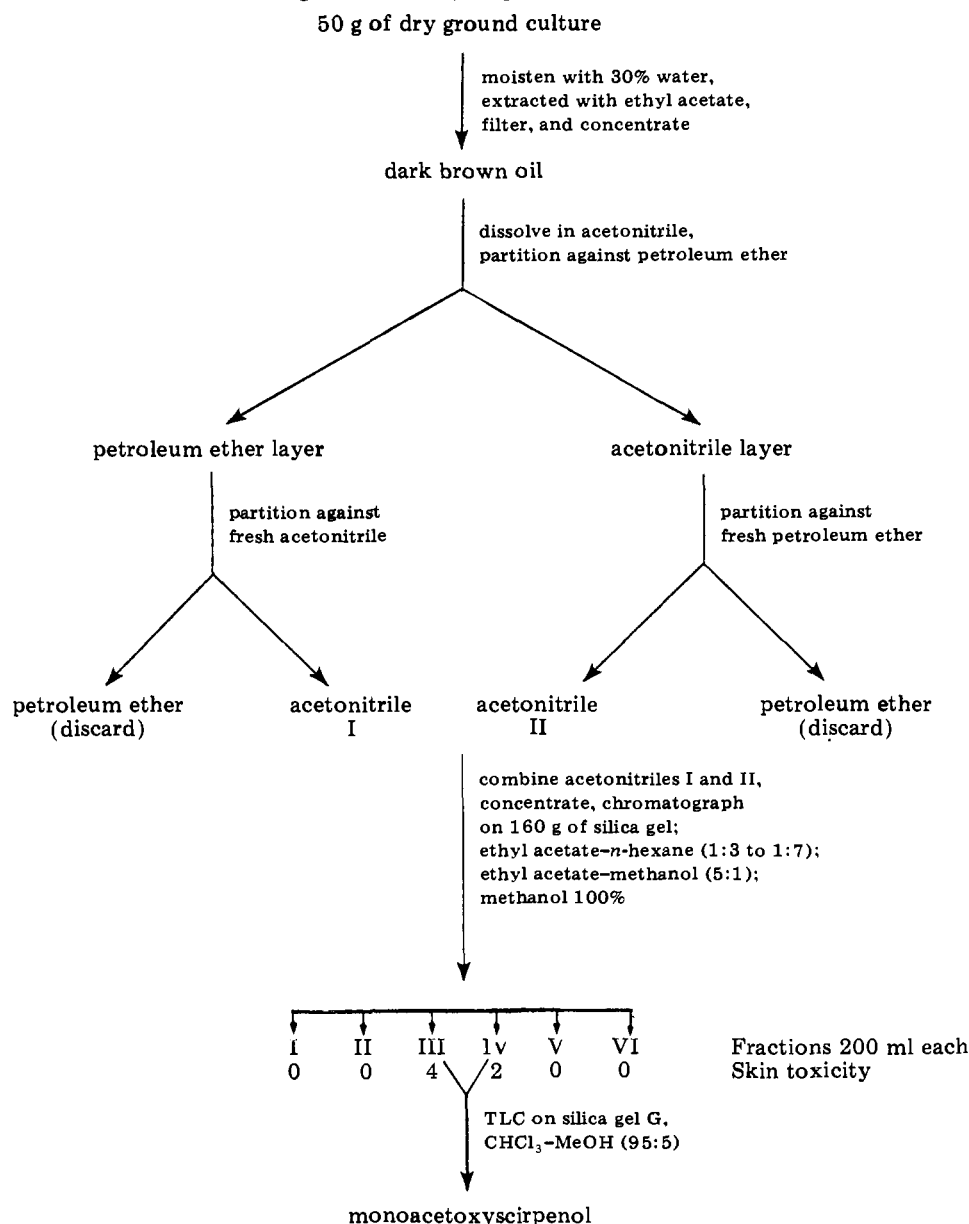 50 g of dry ground culture
moisten with 30% water,
extracted with ethyl acetate,
filter, and concentrate
dark brown oil
dissolve in acetonitrile,
partition against petroleum ether
petroleum ether layer
acetonitrile layer
partition against
fresh acetonitrile
partition against
fresh petroleum ether
petroleum ether
(discard)
acetonitrile
I
acetonitrile
II
petroleum ether
(discard)
combine acetonitriles I and II,
concentrate, chromatograph
on 160 g of silica gel;
ethyl acetate–n-hexane (1:3 to 1:7);
ethyl acetate–methanol (5:1);
methanol 100%
I II III lv V VI Fractions 200 ml each
0 0 4 2 0 0 Skin toxicity
TLC on silica gel G,
CHCl₃–MeOH (95:5)
monoacetoxyscirpenol